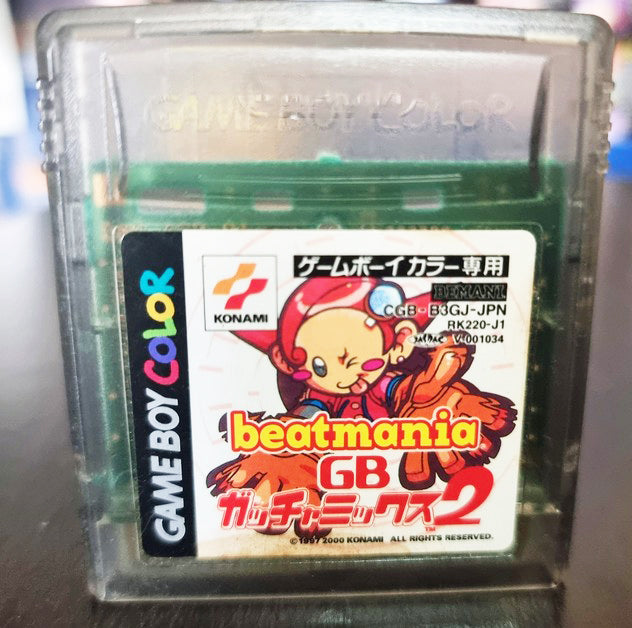 GAME BOY COLOR
GAME BOY COLOR
KONAMI
ゲームボーイカラー専用
BEMANI
CGB-B3GJ-JPN
RK220-J1
V-001034
beatmania
GB
ガッチャミックス2
™
©1997 2000 KONAMI ALL RIGHTS RESERVED.